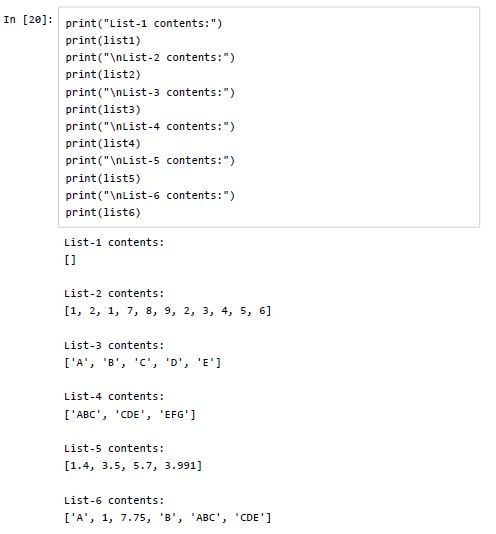 In [20]: print("List-1 contents:")
print(list1)
print("\nList-2 contents:")
print(list2)
print("\nList-3 contents:")
print(list3)
print("\nList-4 contents:")
print(list4)
print("\nList-5 contents:")
print(list5)
print("\nList-6 contents:")
print(list6)
List-1 contents:
[]
List-2 contents:
[1, 2, 1, 7, 8, 9, 2, 3, 4, 5, 6]
List-3 contents:
['A', 'B', 'C', 'D', 'E']
List-4 contents:
['ABC', 'CDE', 'EFG']
List-5 contents:
[1.4, 3.5, 5.7, 3.991]
List-6 contents:
['A', 1, 7.75, 'B', 'ABC', 'CDE']